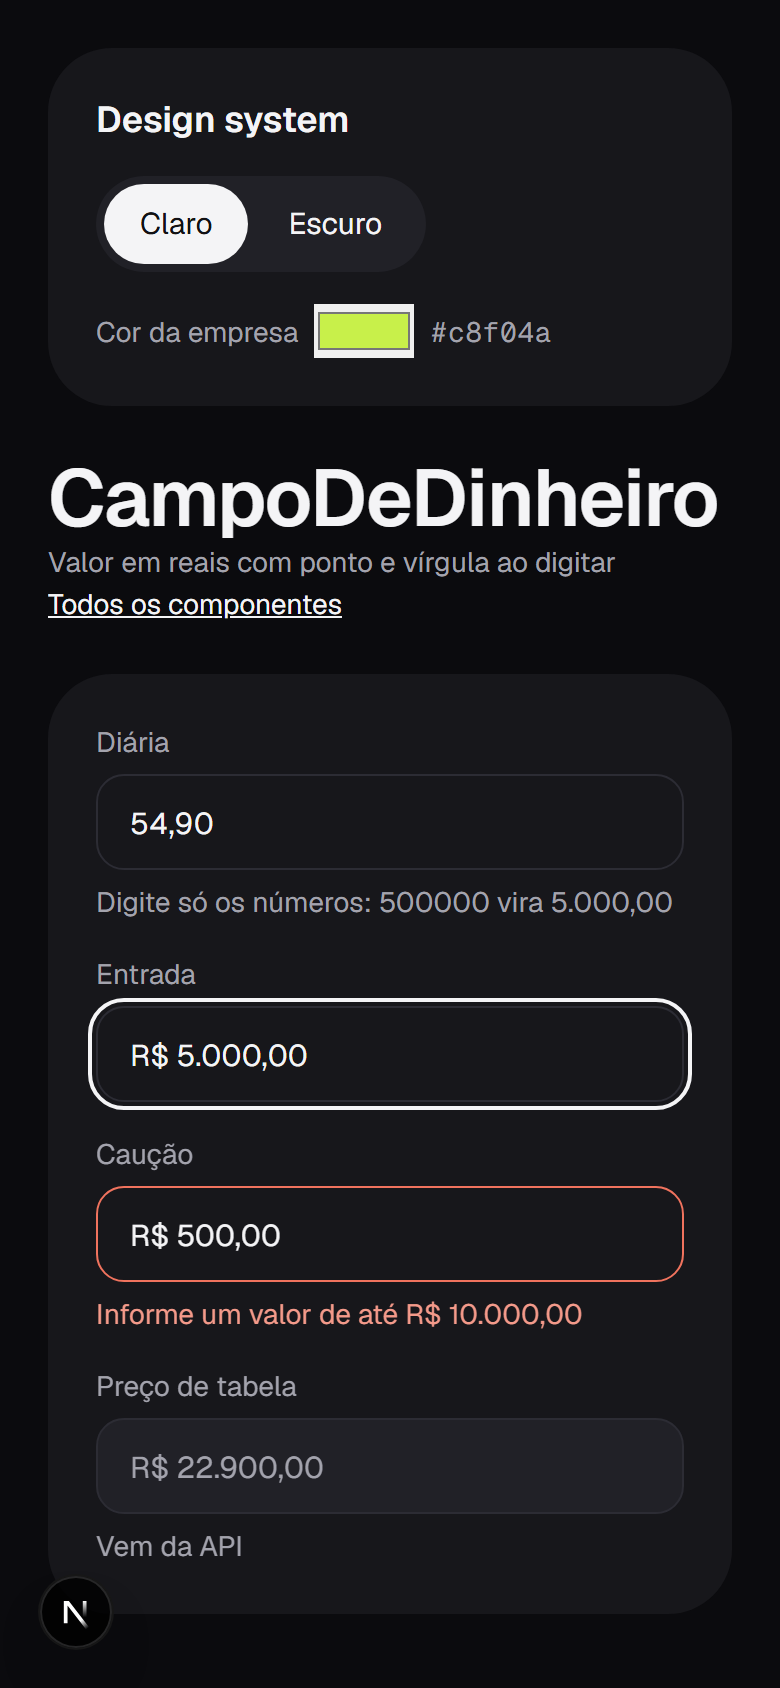 Design system
Claro Escuro
Cor da empresa #c8f04a
CampoDeDinheiro
Valor em reais com ponto e vírgula ao digitar
Todos os componentes
Diária
54,90
Digite só os números: 500000 vira 5.000,00
Entrada
R$ 5.000,00
Caução
R$ 500,00
Informe um valor de até R$ 10.000,00
Preço de tabela
R$ 22.900,00
Vem da API
N